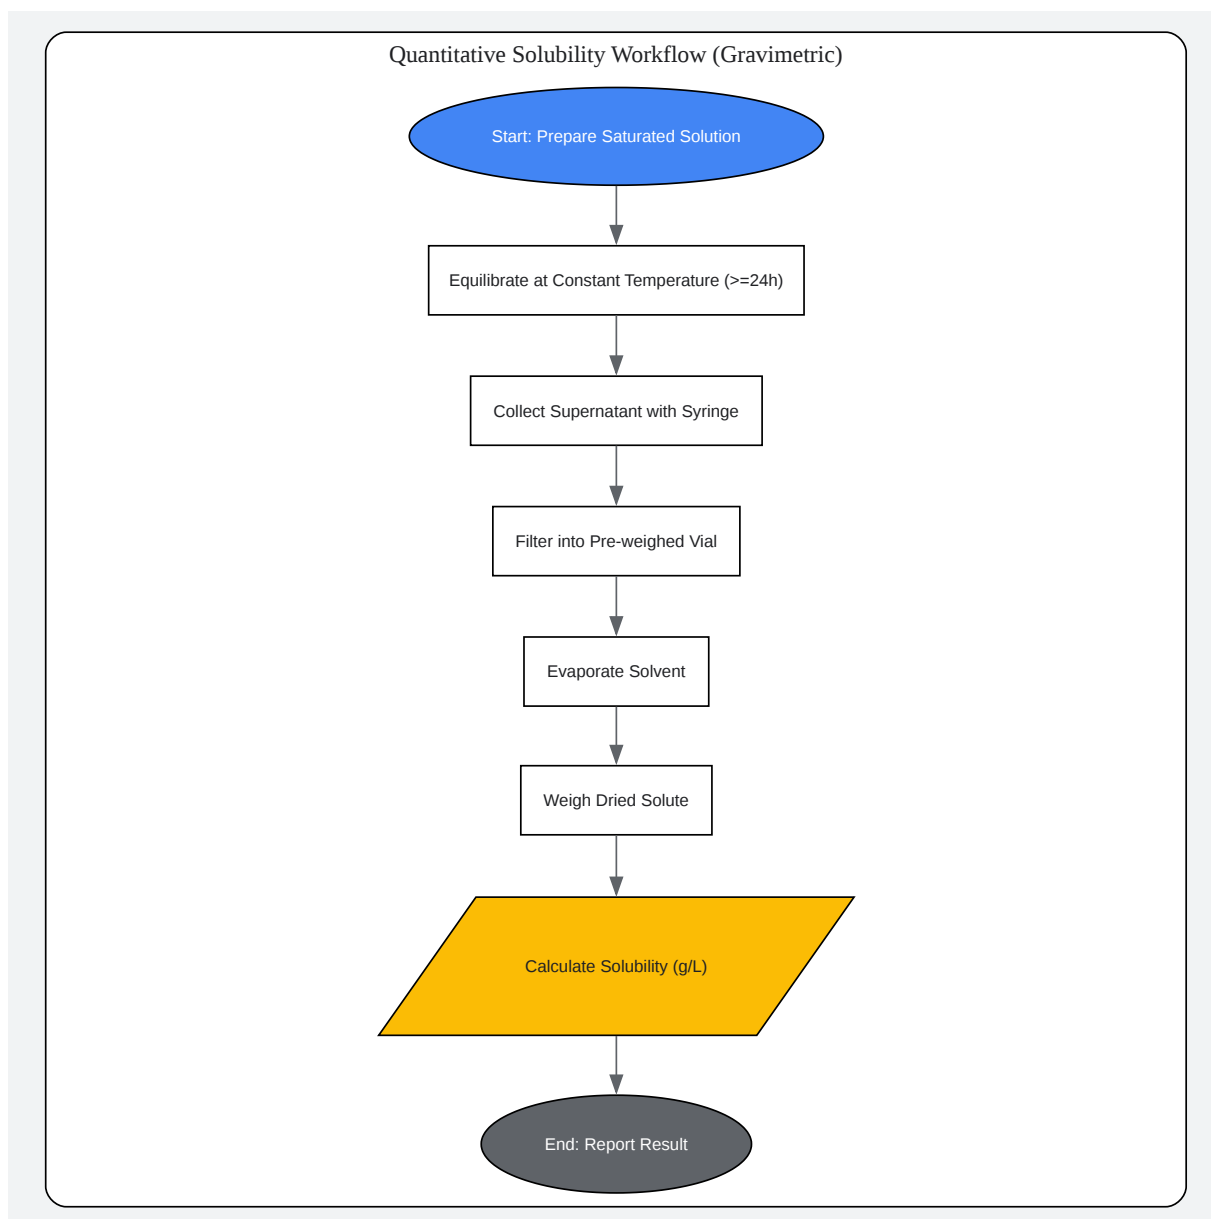 Quantitative Solubility Workflow (Gravimetric)
Start: Prepare Saturated Solution
Equilibrate at Constant Temperature (>=24h)
Collect Supernatant with Syringe
Filter into Pre-weighed Vial
Evaporate Solvent
Weigh Dried Solute
Calculate Solubility (g/L)
End: Report Result